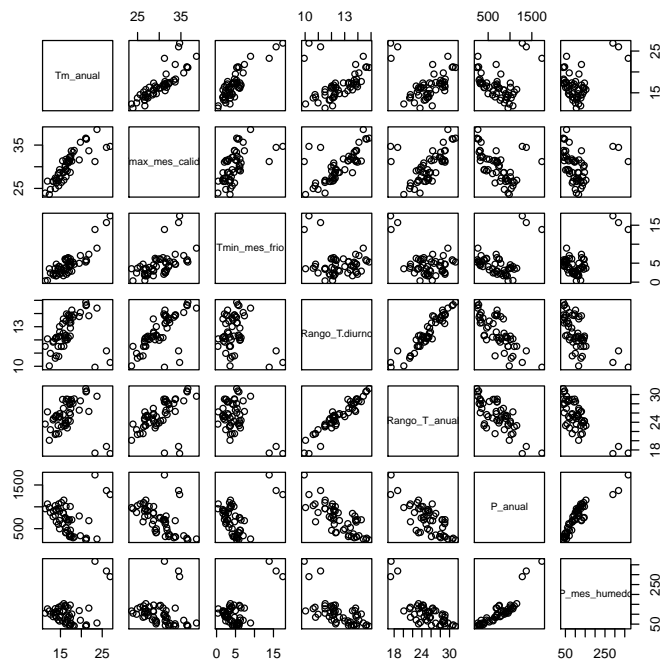 25 35 10 13 500 1500
Tm_anual
15 25
25 35
max_mes_calid
Tmin_mes_frio
0 5 15
10 13
Rango_T.diurno
Rango_T_anual
18 24 30
500 1500
P_anual
P_mes_humedo
50 250
15 25 0 5 15 18 24 30 50 250